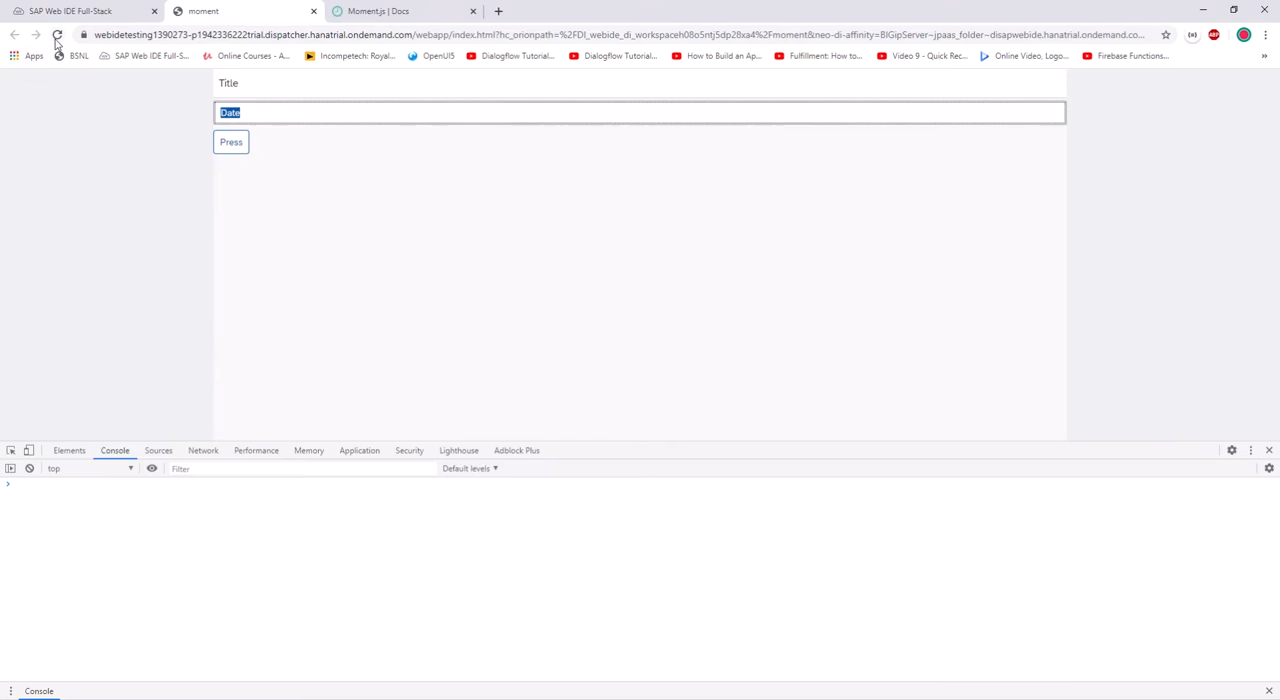 SAP Web IDE Full-Stack
moment
Moment.js | Docs
webidetesting1390273-p1942336222trial.dispatcher.hanatrial.ondemand.com/webapp/index.html?hc_orionpath=%2FDI_webide_di_workspaceh08o5ntj5dp28xa4%2Fmoment&neo-di-affinity=BIGipServer~jpaas_folder~disapwebide.hanatrial.ondemand.co...
Apps BSNL SAP Web IDE Full-S... Online Courses - A... Incompetech: Royal... OpenUI5 Dialogflow Tutorial... Dialogflow Tutorial... How to Build an Ap... Fulfillment: How to... Video 9 - Quick Rec... Online Video, Logo... Firebase Functions... »
Title
Date
Press
Elements Console Sources Network Performance Memory Application Security Lighthouse Adblock Plus
top Filter Default levels
Console